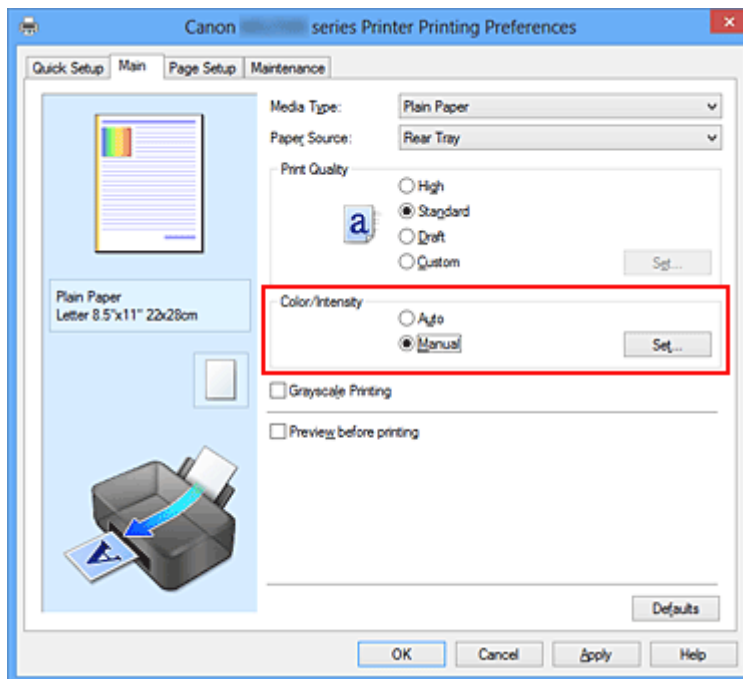 Canon series Printer Printing Preferences
Quick Setup Main Page Setup Maintenance
Media Type: Plain Paper
Paper Source: Rear Tray
Print Quality
High
a Standard
Draft
Custom Set...
Plain Paper
Letter 8.5"x11" 22x28cm
Color/Intensity
Auto
Manual Set...
Grayscale Printing
Preview before printing
A
Defaults
OK Cancel Apply Help